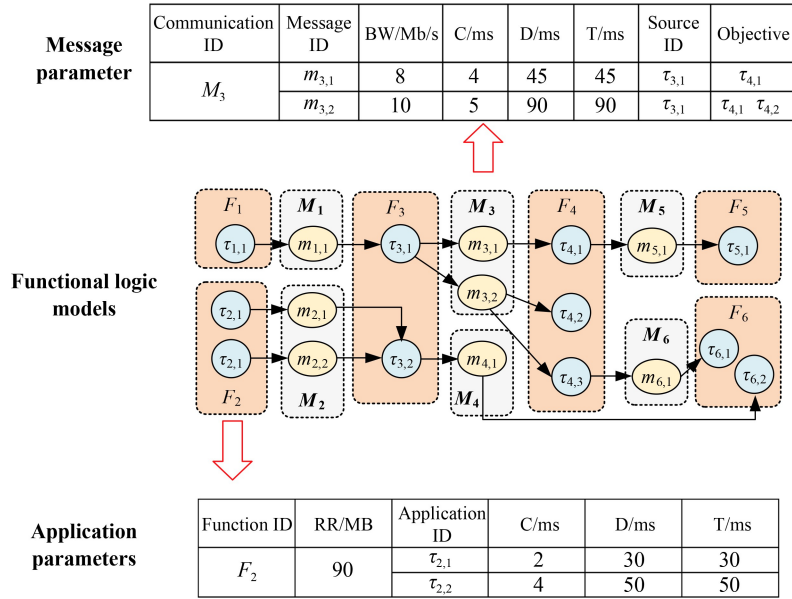 Message parameter
Communication ID | Message ID | BW/Mb/s | C/ms | D/ms | T/ms | Source ID | Objective
M₃ | m₃,₁ | 8 | 4 | 45 | 45 | τ₃,₁ | τ₄,₁
m₃,₂ | 10 | 5 | 90 | 90 | τ₃,₁ | τ₄,₁ τ₄,₂
Functional logic models
F₁ M₁ F₃ M₃ F₄ M₅ F₅
τ₁,₁ m₁,₁ τ₃,₁ m₃,₁ τ₄,₁ m₅,₁ τ₅,₁
m₃,₂
τ₂,₁ m₂,₁ τ₄,₂ F₆
M₆
τ₂,₁ m₂,₂ τ₃,₂ m₄,₁ τ₄,₃ m₆,₁ τ₆,₁ τ₆,₂
F₂ M₂ M₄
Application parameters
Function ID | RR/MB | Application ID | C/ms | D/ms | T/ms
F₂ | 90 | τ₂,₁ | 2 | 30 | 30
τ₂,₂ | 4 | 50 | 50